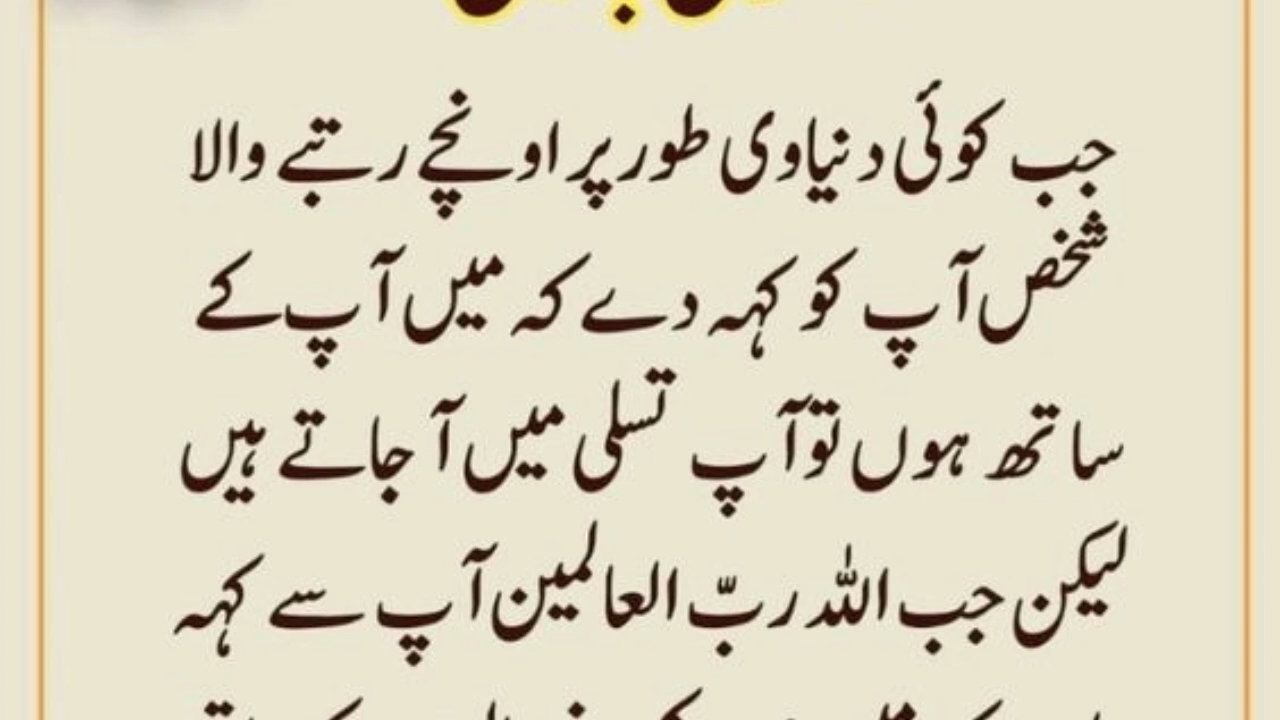 جب کوئی دنیاوی طور پر اونچے رتبے والا
شخص آپ کو کہہ دے کہ میں آپ کے
ساتھ ہوں تو آپ تسلی میں آ جاتے ہیں
لیکن جب اللہ ربّ العالمین آپ سے کہہ